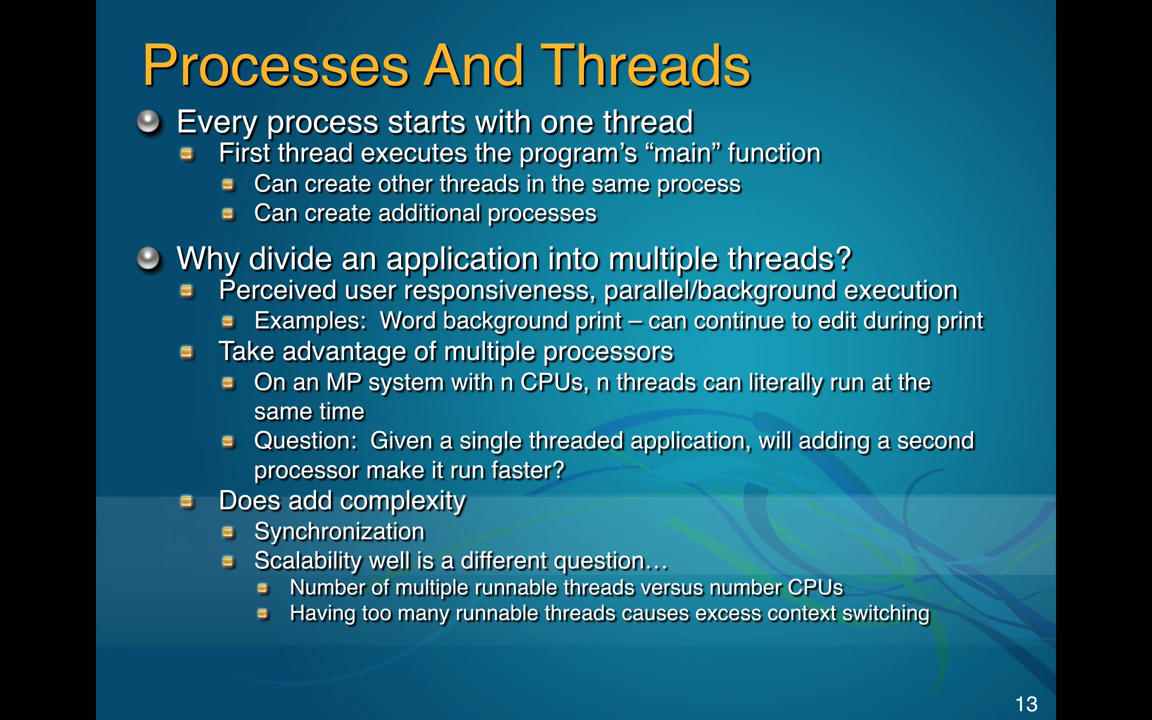 Processes And Threads
Every process starts with one thread
First thread executes the program’s “main” function
Can create other threads in the same process
Can create additional processes
Why divide an application into multiple threads?
Perceived user responsiveness, parallel/background execution
Examples:  Word background print – can continue to edit during print
Take advantage of multiple processors
On an MP system with n CPUs, n threads can literally run at the
same time
Question:  Given a single threaded application, will adding a second
processor make it run faster?
Does add complexity
Synchronization
Scalability well is a different question…
Number of multiple runnable threads versus number CPUs
Having too many runnable threads causes excess context switching
13